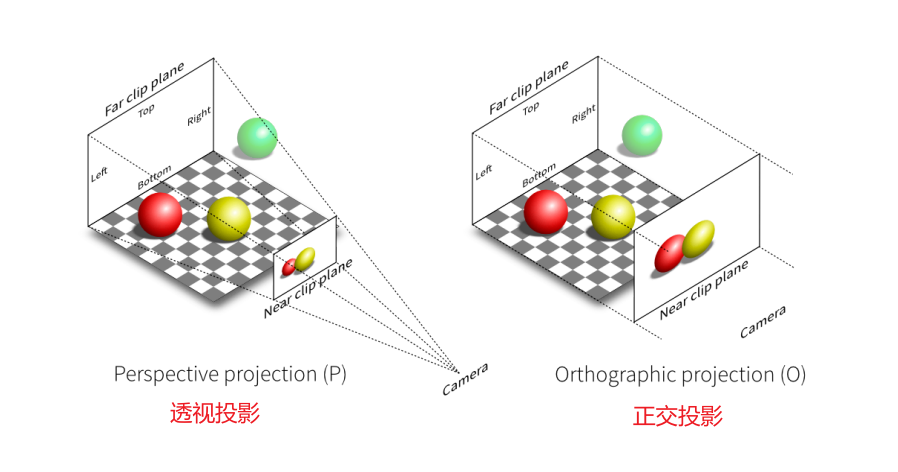 Far clip plane
Top
Right
Left
Bottom
Near clip plane
Camera
Perspective projection (P)
透视投影
Far clip plane
Top
Right
Left
Bottom
Near clip plane
Camera
Orthographic projection (O)
正交投影